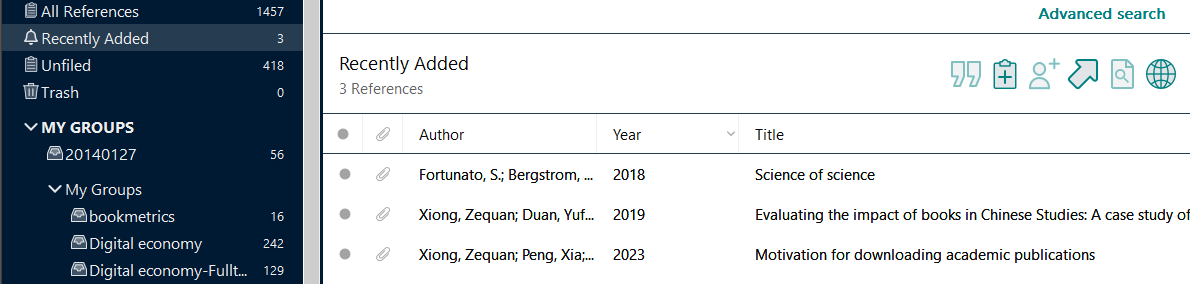 All References 1457
Recently Added 3
Unfiled 418
Trash 0
MY GROUPS
20140127 56
My Groups
bookmetrics 16
Digital economy 242
Digital economy-Fullt... 129
Advanced search
Recently Added
3 References
Author Year Title
Fortunato, S.; Bergstrom, ... 2018 Science of science
Xiong, Zequan; Duan, Yuf... 2019 Evaluating the impact of books in Chinese Studies: A case study of
Xiong, Zequan; Peng, Xia;... 2023 Motivation for downloading academic publications